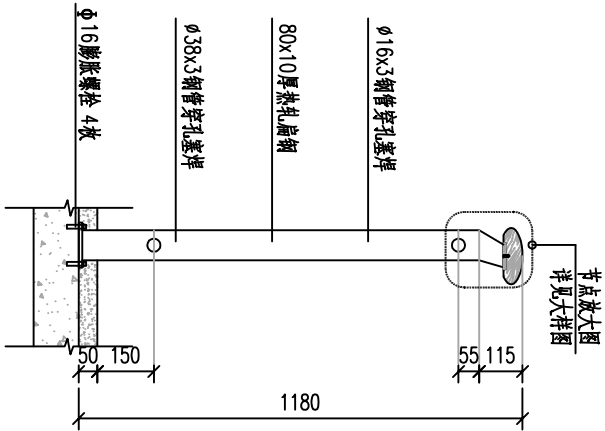 Φ16膨胀螺栓 4枚
Ø38x3钢管穿孔塞焊
80x10厚热轧扁钢
Ø16x3钢管穿孔塞焊
节点放大图
详见大样图
50 150 55 115
1180